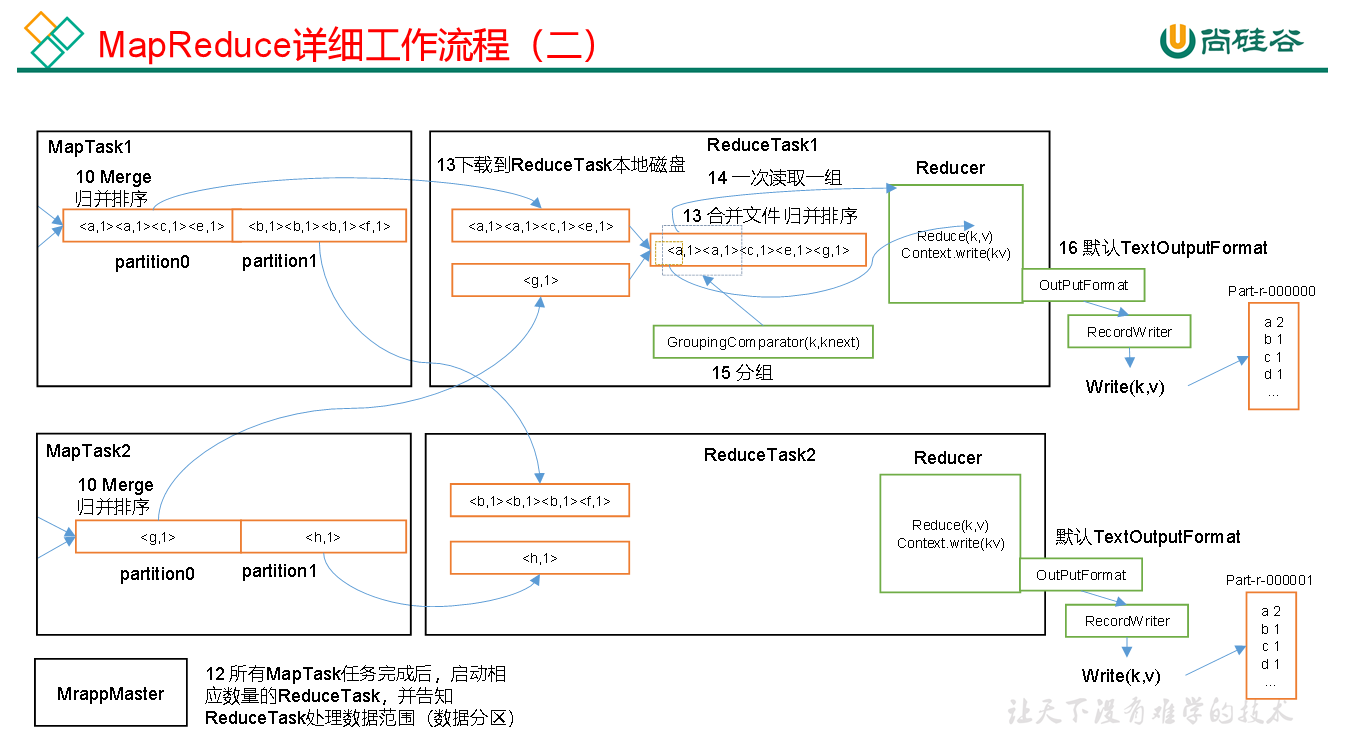 MapReduce详细工作流程（二）
尚硅谷
MapTask1
10 Merge
归并排序
<a,1><a,1><c,1><e,1>
<b,1><b,1><b,1><f,1>
partition0
partition1
ReduceTask1
13下载到ReduceTask本地磁盘
<a,1><a,1><c,1><e,1>
<g,1>
14 一次读取一组
13 合并文件 归并排序
<a,1><a,1><c,1><e,1><g,1>
GroupingComparator(k,knext)
15 分组
Reducer
Reduce(k,v)
Context.write(kv)
16 默认TextOutputFormat
OutPutFormat
RecordWriter
Write(k,v)
Part-r-000000
a 2
b 1
c 1
d 1
...
MapTask2
10 Merge
归并排序
<g,1>
<h,1>
partition0
partition1
ReduceTask2
<b,1><b,1><b,1><f,1>
<h,1>
Reducer
Reduce(k,v)
Context.write(kv)
默认TextOutputFormat
OutPutFormat
RecordWriter
Write(k,v)
Part-r-000001
a 2
b 1
c 1
d 1
...
MrappMaster
12 所有MapTask任务完成后，启动相
应数量的ReduceTask，并告知
ReduceTask处理数据范围（数据分区）
让天下没有难学的技术